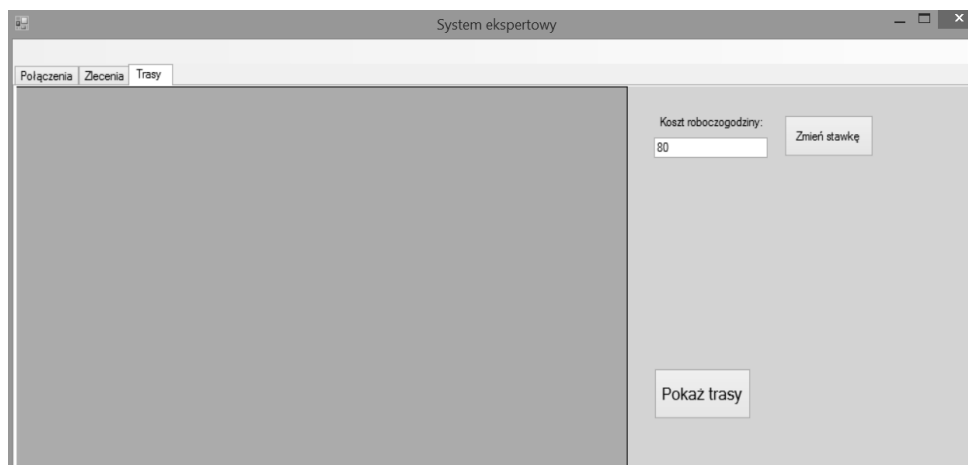 System ekspertowy
Połączenia Zlecenia Trasy
Koszt roboczogodziny:
80
Zmień stawkę
Pokaż trasy